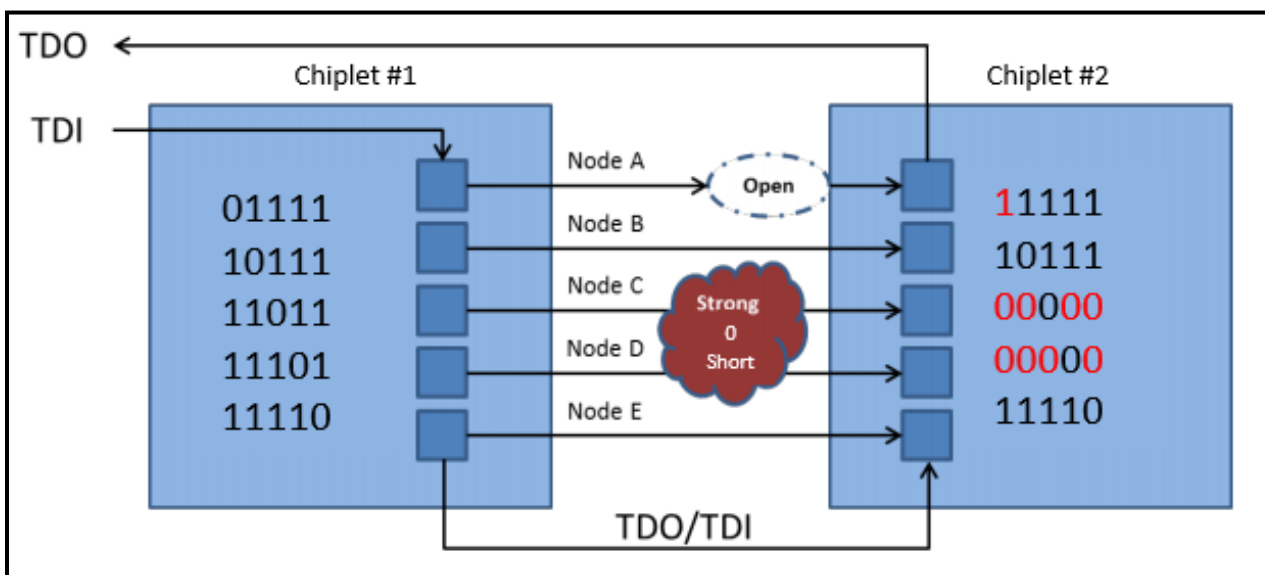 TDO
Chiplet #1
Chiplet #2
TDI
Node A
Open
Node B
Node C
Strong
0
Short
Node D
Node E
01111
10111
11011
11101
11110
11111
10111
00000
00000
11110
TDO/TDI